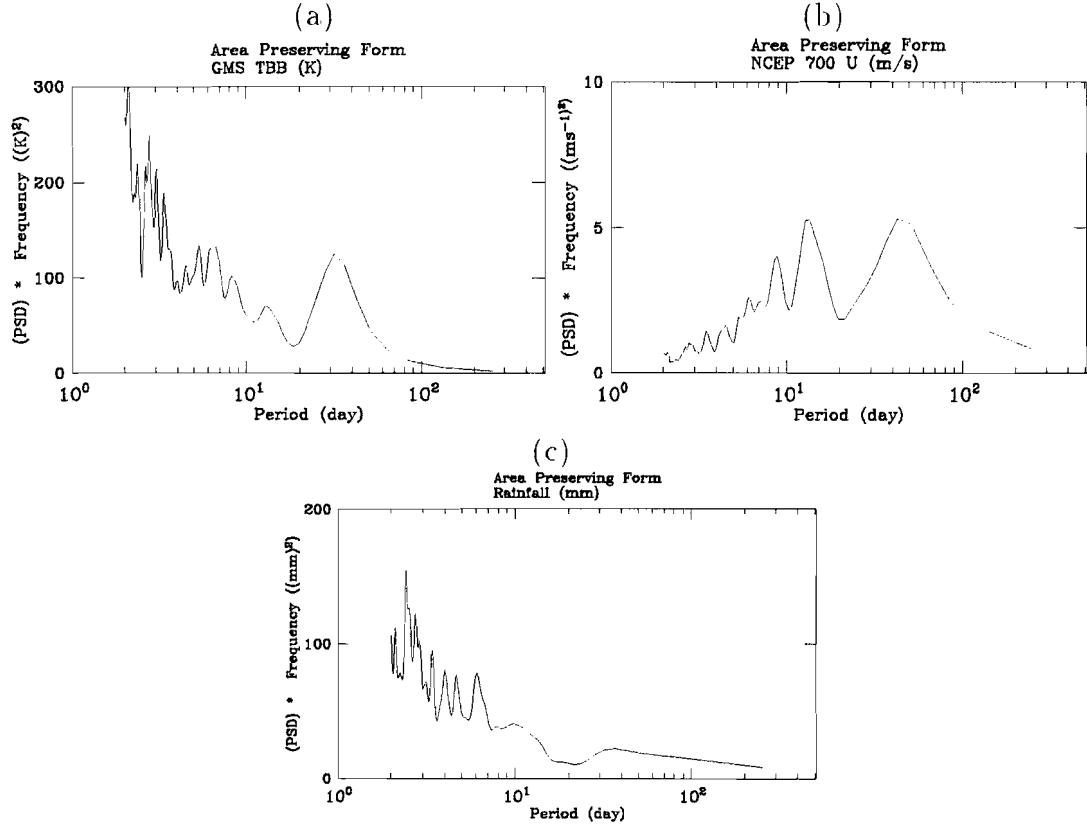 (a)
Area Preserving Form
GMS TBB (K)
(PSD) * Frequency ((K)²)
300
200
100
0
10⁰
10¹
10²
Period (day)
(b)
Area Preserving Form
NCEP 700 U (m/s)
(PSD) * Frequency ((ms⁻¹)²)
10
5
0
10⁰
10¹
10²
Period (day)
(c)
Area Preserving Form
Rainfall (mm)
(PSD) * Frequency ((mm)²)
200
100
0
10⁰
10¹
10²
Period (day)